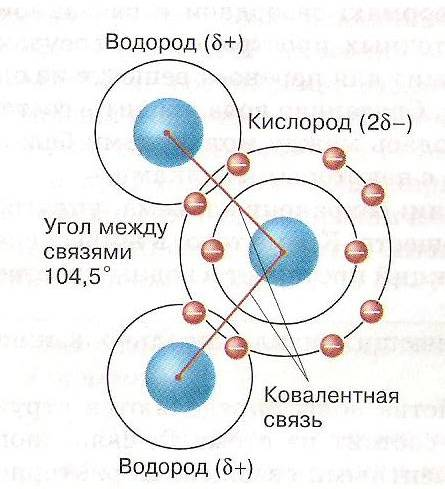 Водород (δ+)
Кислород (2δ–)
Угол между
связями
104,5°
Ковалентная
связь
Водород (δ+)